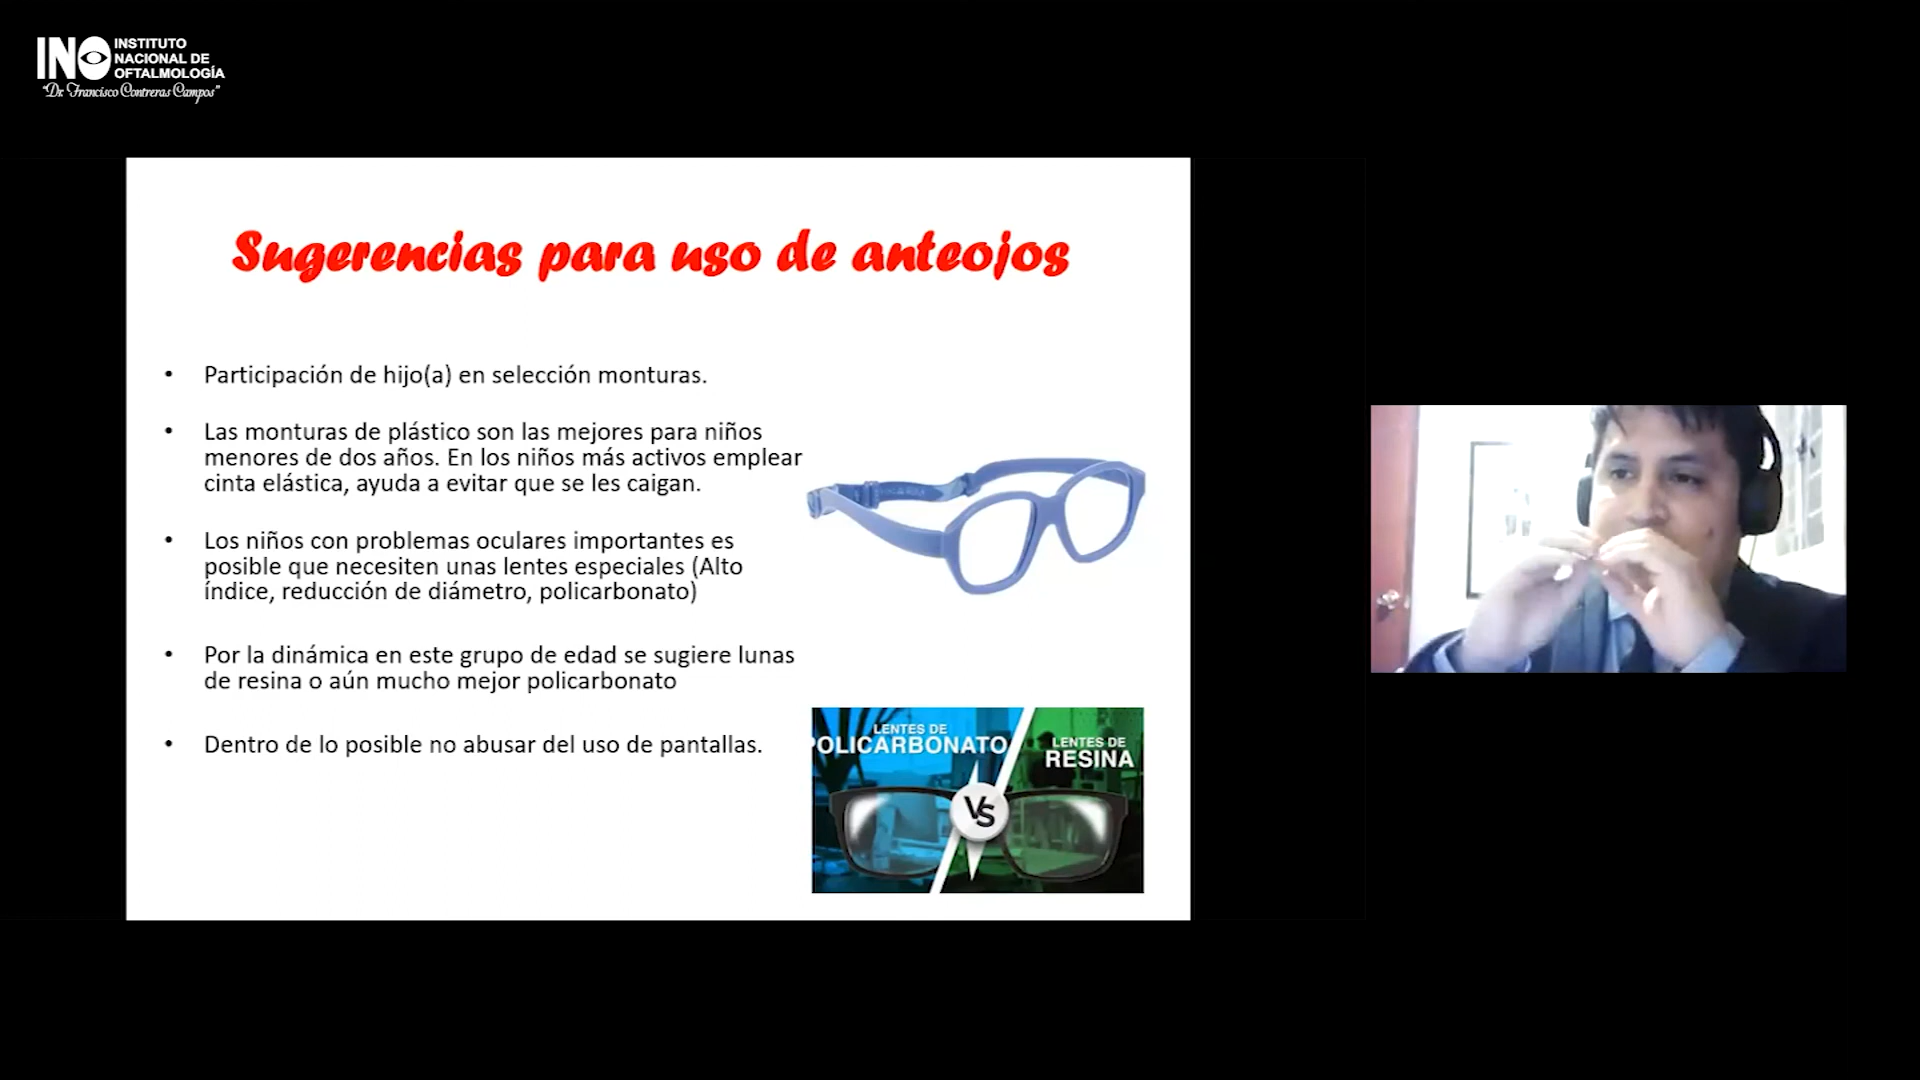 INO INSTITUTO
NACIONAL DE
OFTALMOLOGÍA
"Dr. Francisco Contreras Campos"
Sugerencias para uso de anteojos
• Participación de hijo(a) en selección monturas.
• Las monturas de plástico son las mejores para niños
menores de dos años. En los niños más activos emplear
cinta elástica, ayuda a evitar que se les caigan.
• Los niños con problemas oculares importantes es
posible que necesiten unas lentes especiales (Alto
índice, reducción de diámetro, policarbonato)
• Por la dinámica en este grupo de edad se sugiere lunas
de resina o aún mucho mejor policarbonato
• Dentro de lo posible no abusar del uso de pantallas.
LENTES DE
POLICARBONATO
VS
LENTES DE
RESINA